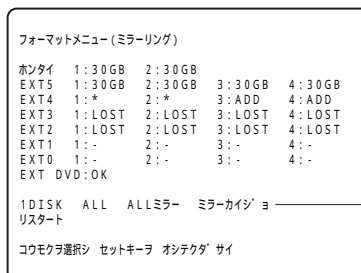 フォーマットメニュー(ミラーリング)
ホンタイ 1:30GB 2:30GB
EXT5 1:30GB 2:30GB 3:30GB 4:30GB
EXT4 1:* 2:* 3:ADD 4:ADD
EXT3 1:LOST 2:LOST 3:LOST 4:LOST
EXT2 1:LOST 2:LOST 3:LOST 4:LOST
EXT1 1:- 2:- 3:- 4:-
EXT0 1:- 2:- 3:- 4:-
EXT DVD:OK
1DISK ALL ALLミラー ミラーカイジョ
リスタート
コウモクヲ選択シ セットキーヲ オシテクダサイ